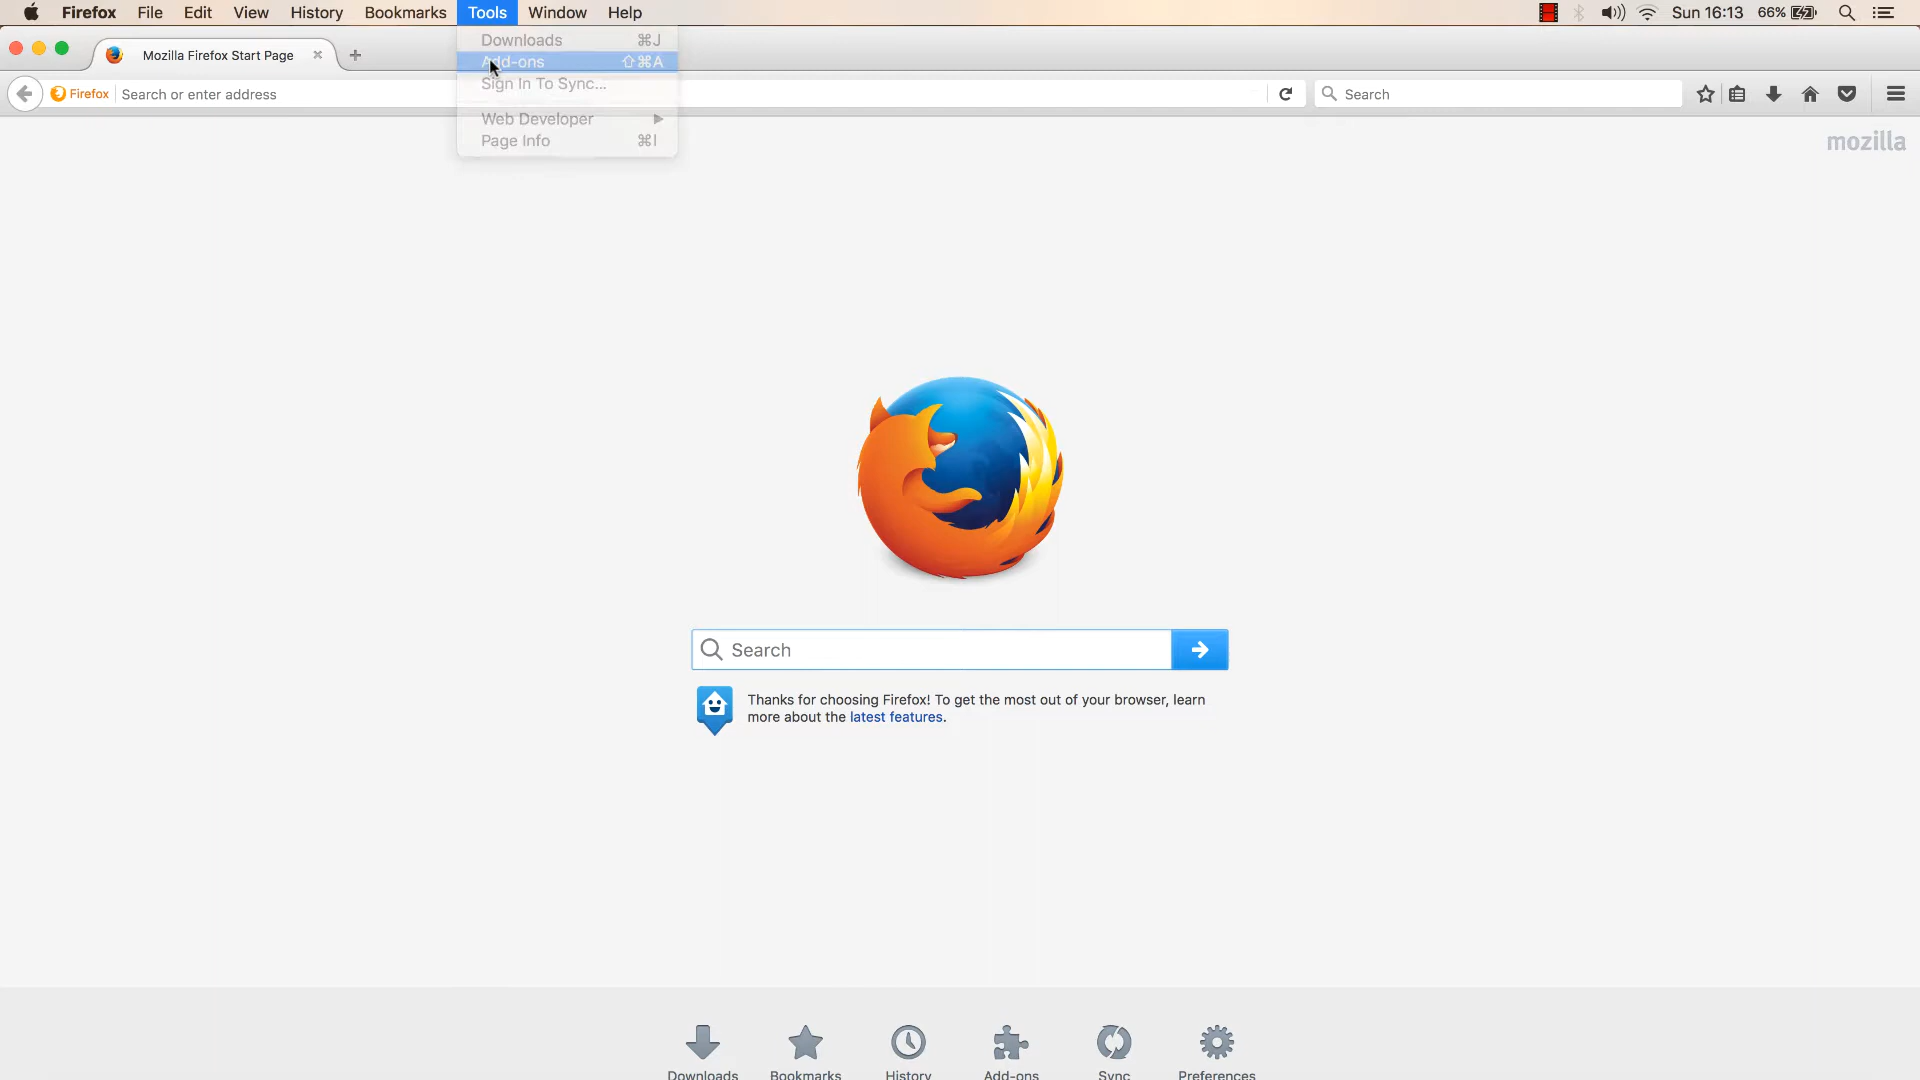 Firefox File Edit View History Bookmarks Tools Window Help Sun 16:13 66%
Mozilla Firefox Start Page
Firefox Search or enter address
Search
Downloads ⌘J
Add-ons ⇧⌘A
Sign In To Sync...
Web Developer
Page Info ⌘I
mozilla
Search
Thanks for choosing Firefox! To get the most out of your browser, learn
more about the latest features.
Downloads Bookmarks History Add-ons Sync Preferences